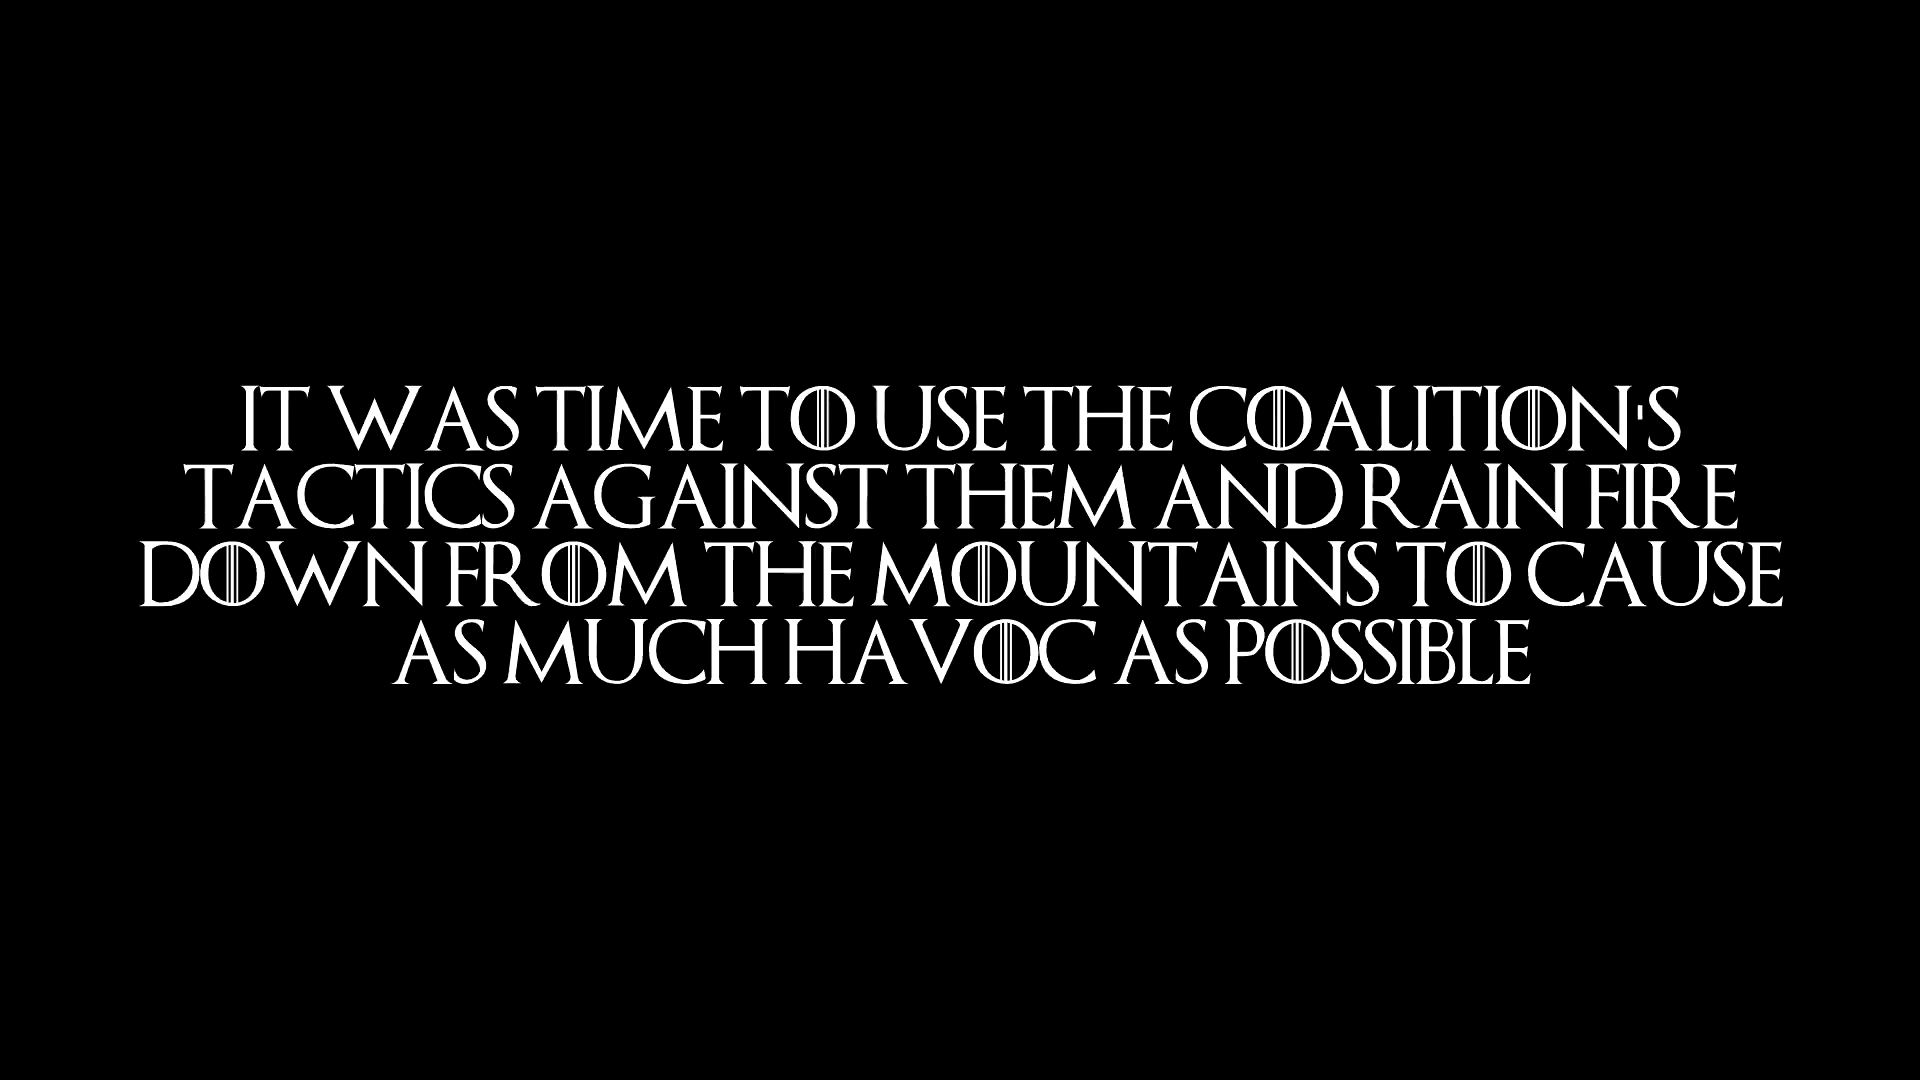 IT WAS TIME TO USE THE COALITION'S
TACTICS AGAINST THEM AND RAIN FIRE
DOWN FROM THE MOUNTAINS TO CAUSE
AS MUCH HAVOC AS POSSIBLE